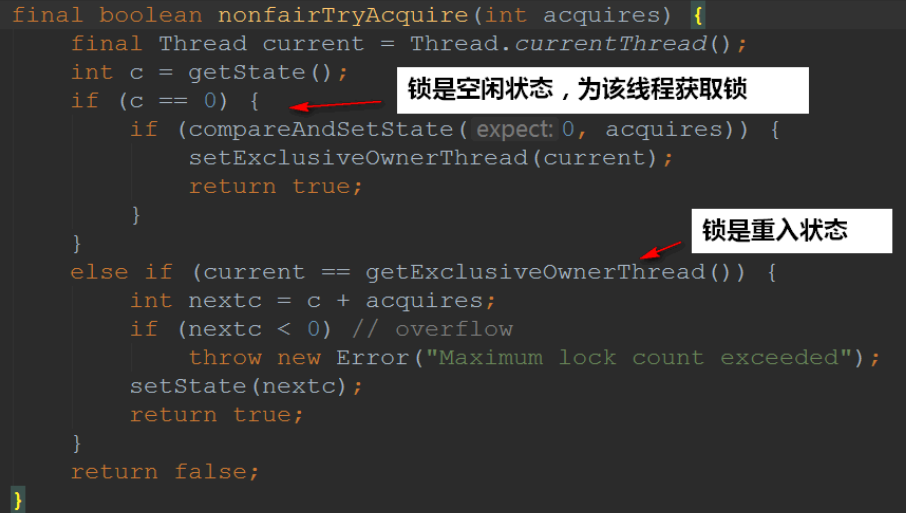 final boolean nonfairTryAcquire(int acquires) {
final Thread current = Thread.currentThread();
int c = getState();
锁是空闲状态，为该线程获取锁
if (c == 0) {
if (compareAndSetState( expect: 0, acquires)) {
setExclusiveOwnerThread(current);
return true;
}
锁是重入状态
}
else if (current == getExclusiveOwnerThread()) {
int nextc = c + acquires;
if (nextc < 0) // overflow
throw new Error("Maximum lock count exceeded");
setState(nextc);
return true;
}
return false;
}